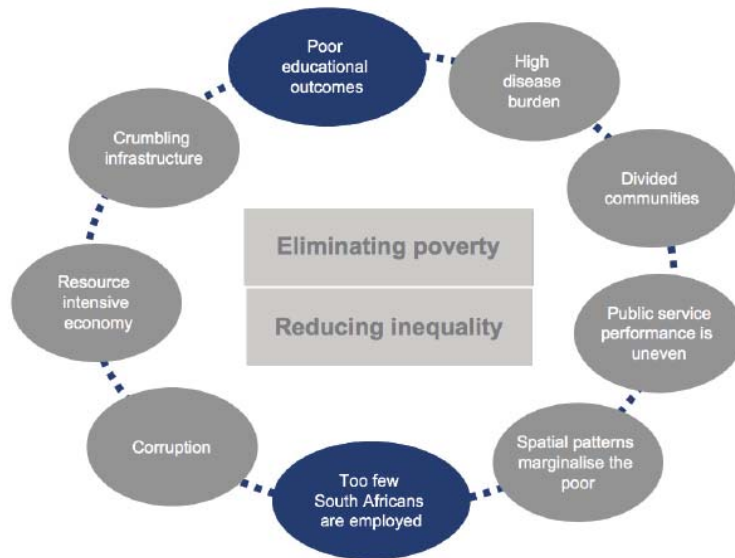 Poor
educational
outcomes
High
disease
burden
Divided
communities
Public service
performance is
uneven
Spatial patterns
marginalise the
poor
Too few
South Africans
are employed
Corruption
Resource
intensive
economy
Crumbling
infrastructure
Eliminating poverty
Reducing inequality